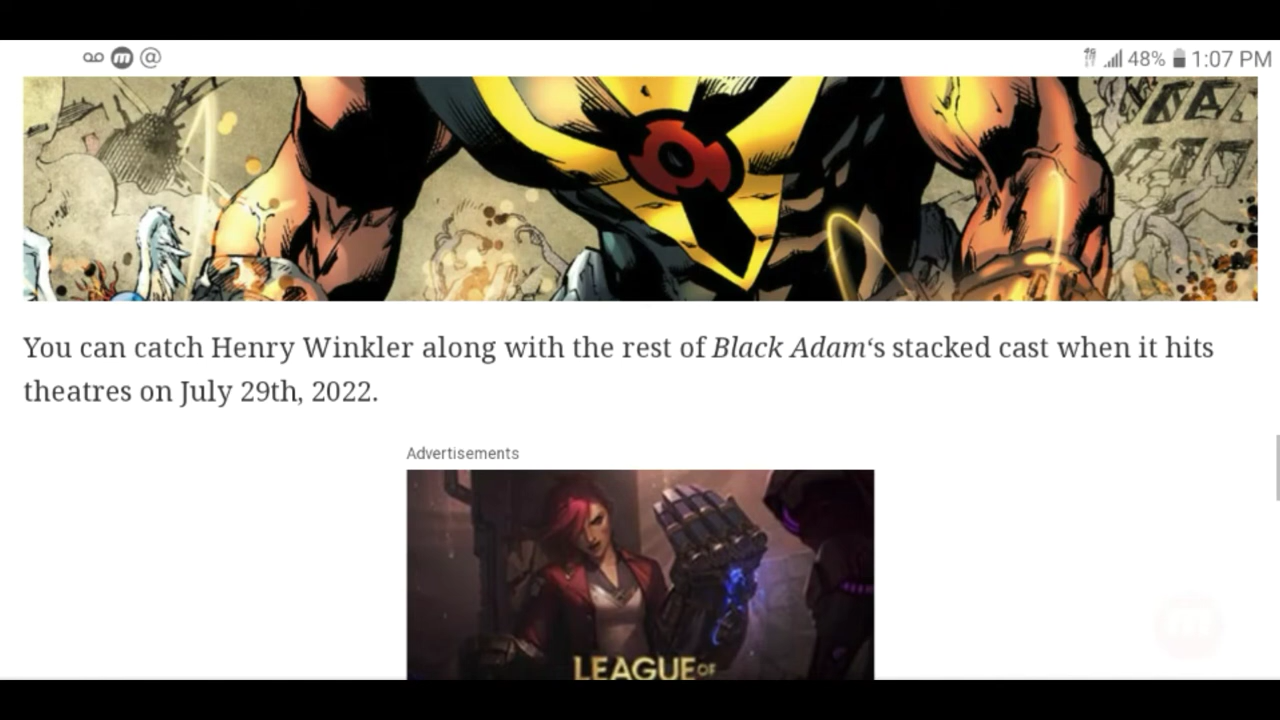 48% 1:07 PM
You can catch Henry Winkler along with the rest of Black Adam‘s stacked cast when it hits
theatres on July 29th, 2022.
Advertisements
LEAGUE OF